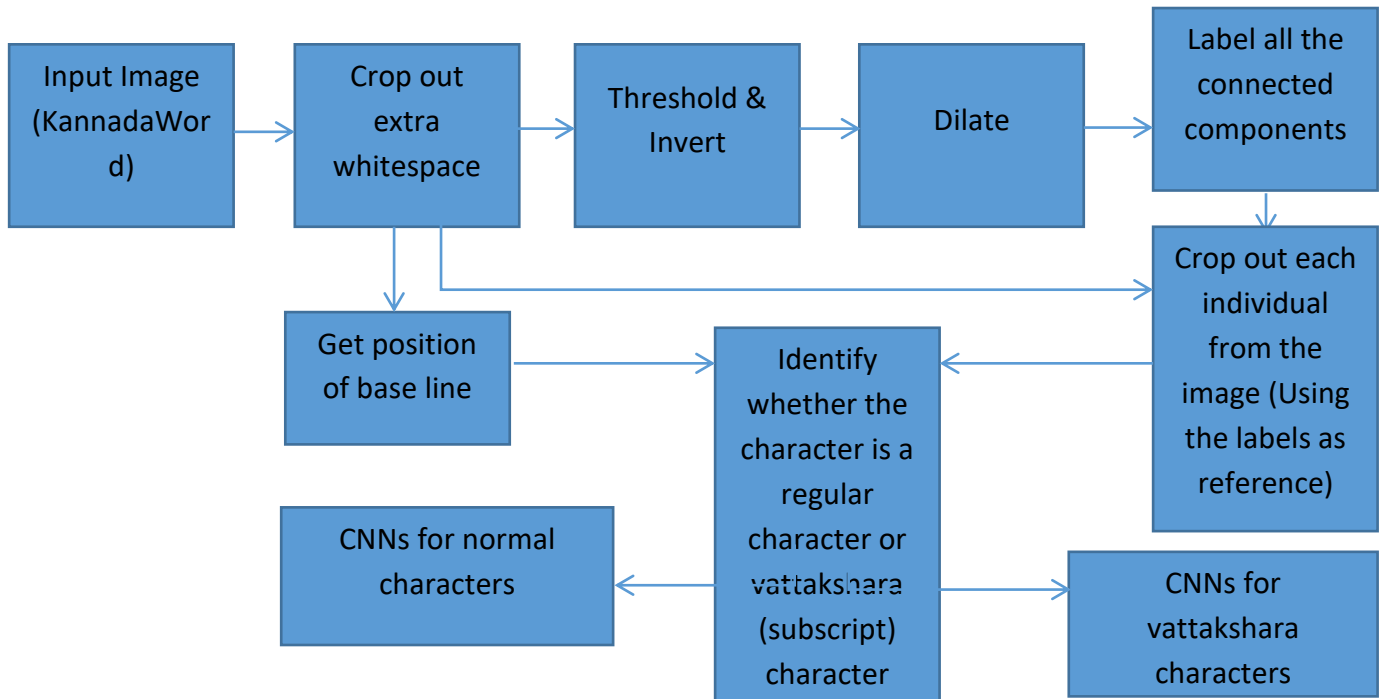 Input Image
(KannadaWor
d)
Crop out
extra
whitespace
Threshold &
Invert
Dilate
Label all the
connected
components
Crop out each
individual
from the
image (Using
the labels as
reference)
Get position
of base line
Identify
whether the
character is a
regular
character or
vattakshara
(subscript)
character
CNNs for normal
characters
CNNs for
vattakshara
characters